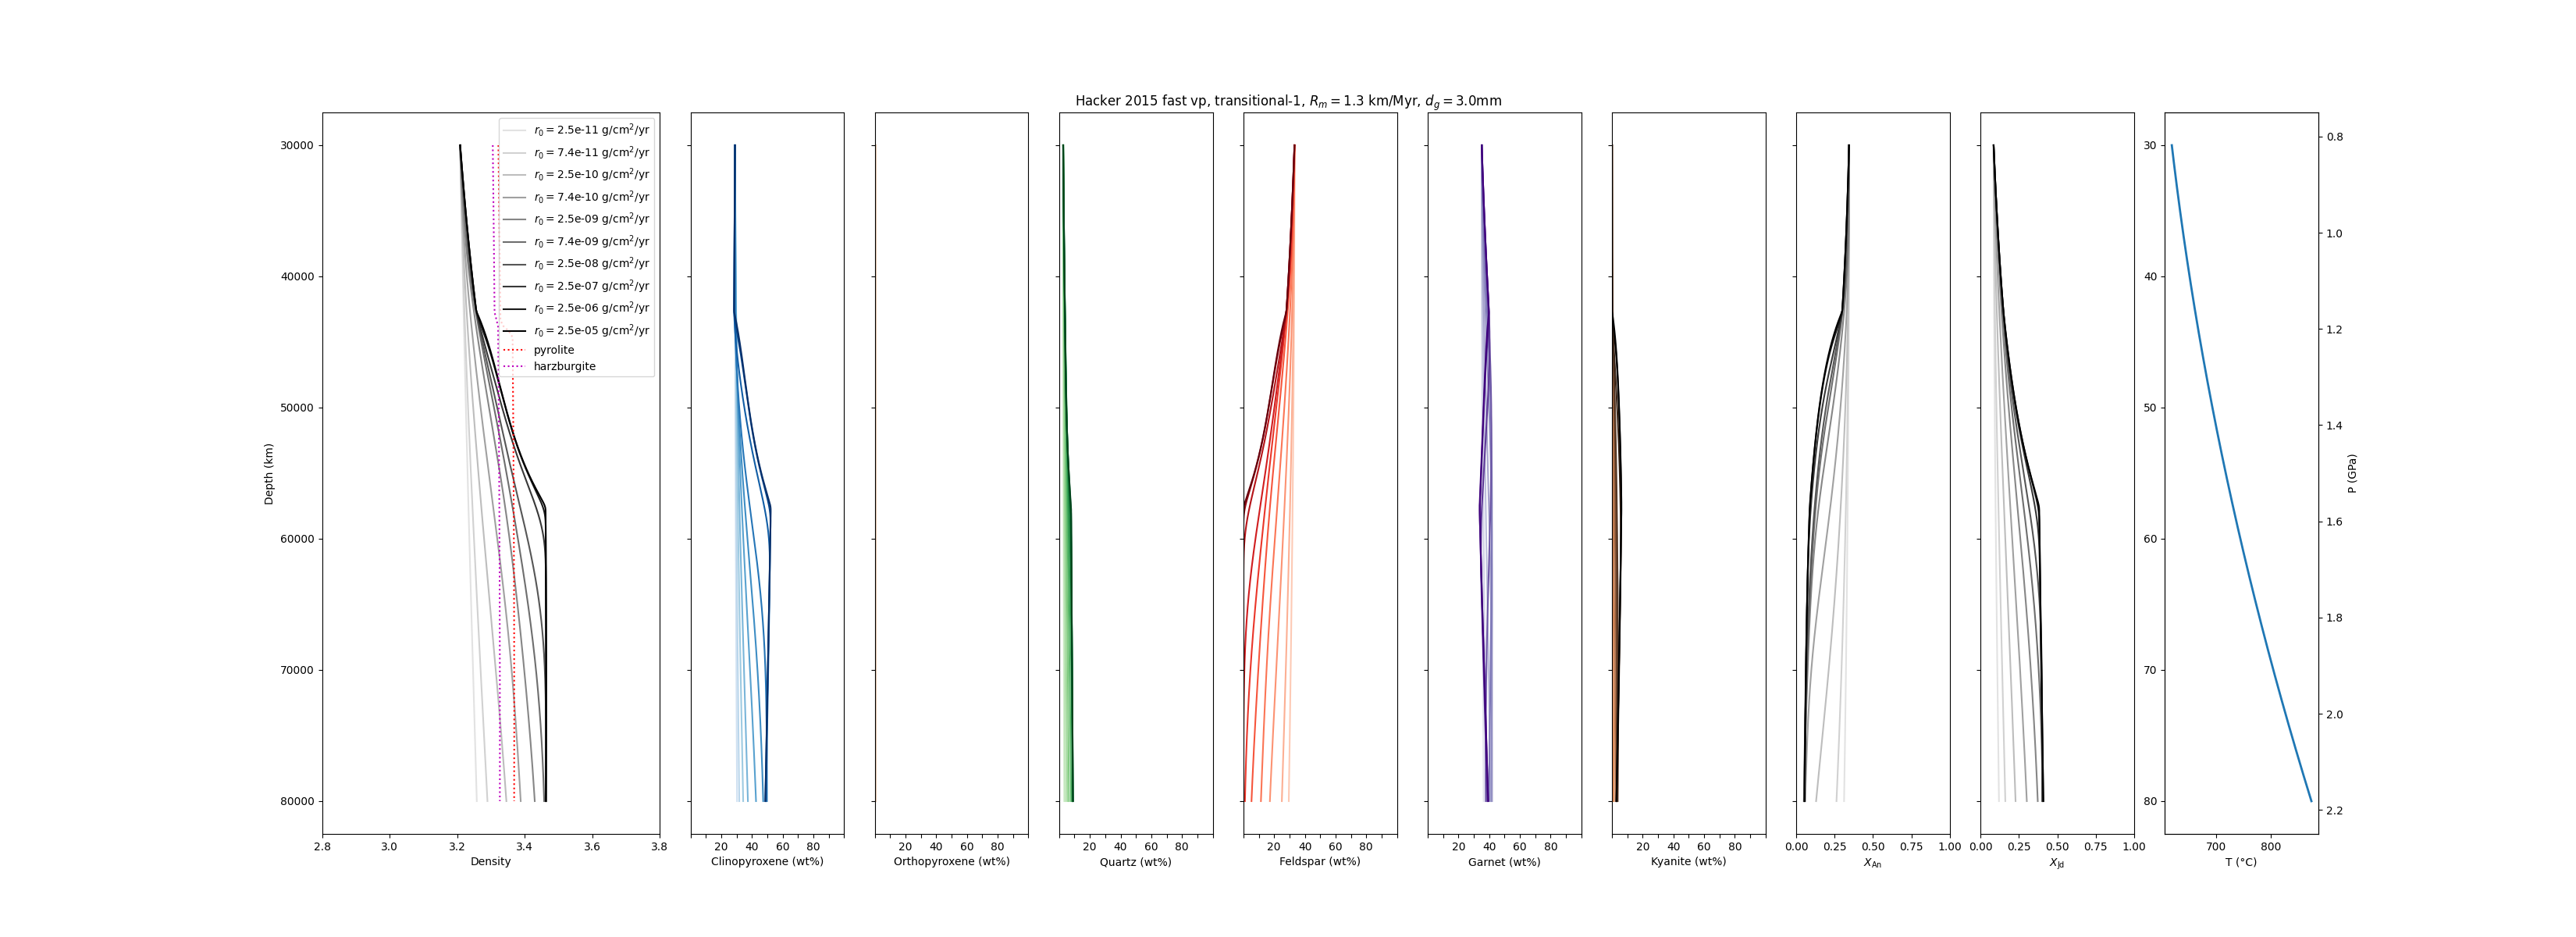 Hacker 2015 fast vp, transitional-1, R_m = 1.3 km/Myr, d_g = 3.0mm
r_0 = 2.5e-11 g/cm²/yr
r_0 = 7.4e-11 g/cm²/yr
r_0 = 2.5e-10 g/cm²/yr
r_0 = 7.4e-10 g/cm²/yr
r_0 = 2.5e-09 g/cm²/yr
r_0 = 7.4e-09 g/cm²/yr
r_0 = 2.5e-08 g/cm²/yr
r_0 = 2.5e-07 g/cm²/yr
r_0 = 2.5e-06 g/cm²/yr
r_0 = 2.5e-05 g/cm²/yr
pyrolite
harzburgite
Depth (km)
30000
40000
50000
60000
70000
80000
2.8 3.0 3.2 3.4 3.6 3.8
Density
20 40 60 80
Clinopyroxene (wt%)
20 40 60 80
Orthopyroxene (wt%)
20 40 60 80
Quartz (wt%)
20 40 60 80
Feldspar (wt%)
20 40 60 80
Garnet (wt%)
20 40 60 80
Kyanite (wt%)
0.00 0.25 0.50 0.75 1.00
X_An
0.00 0.25 0.50 0.75 1.00
X_Jd
30
40
50
60
70
80
700 800
T (°C)
0.8
1.0
1.2
1.4
1.6
1.8
2.0
2.2
P (GPa)